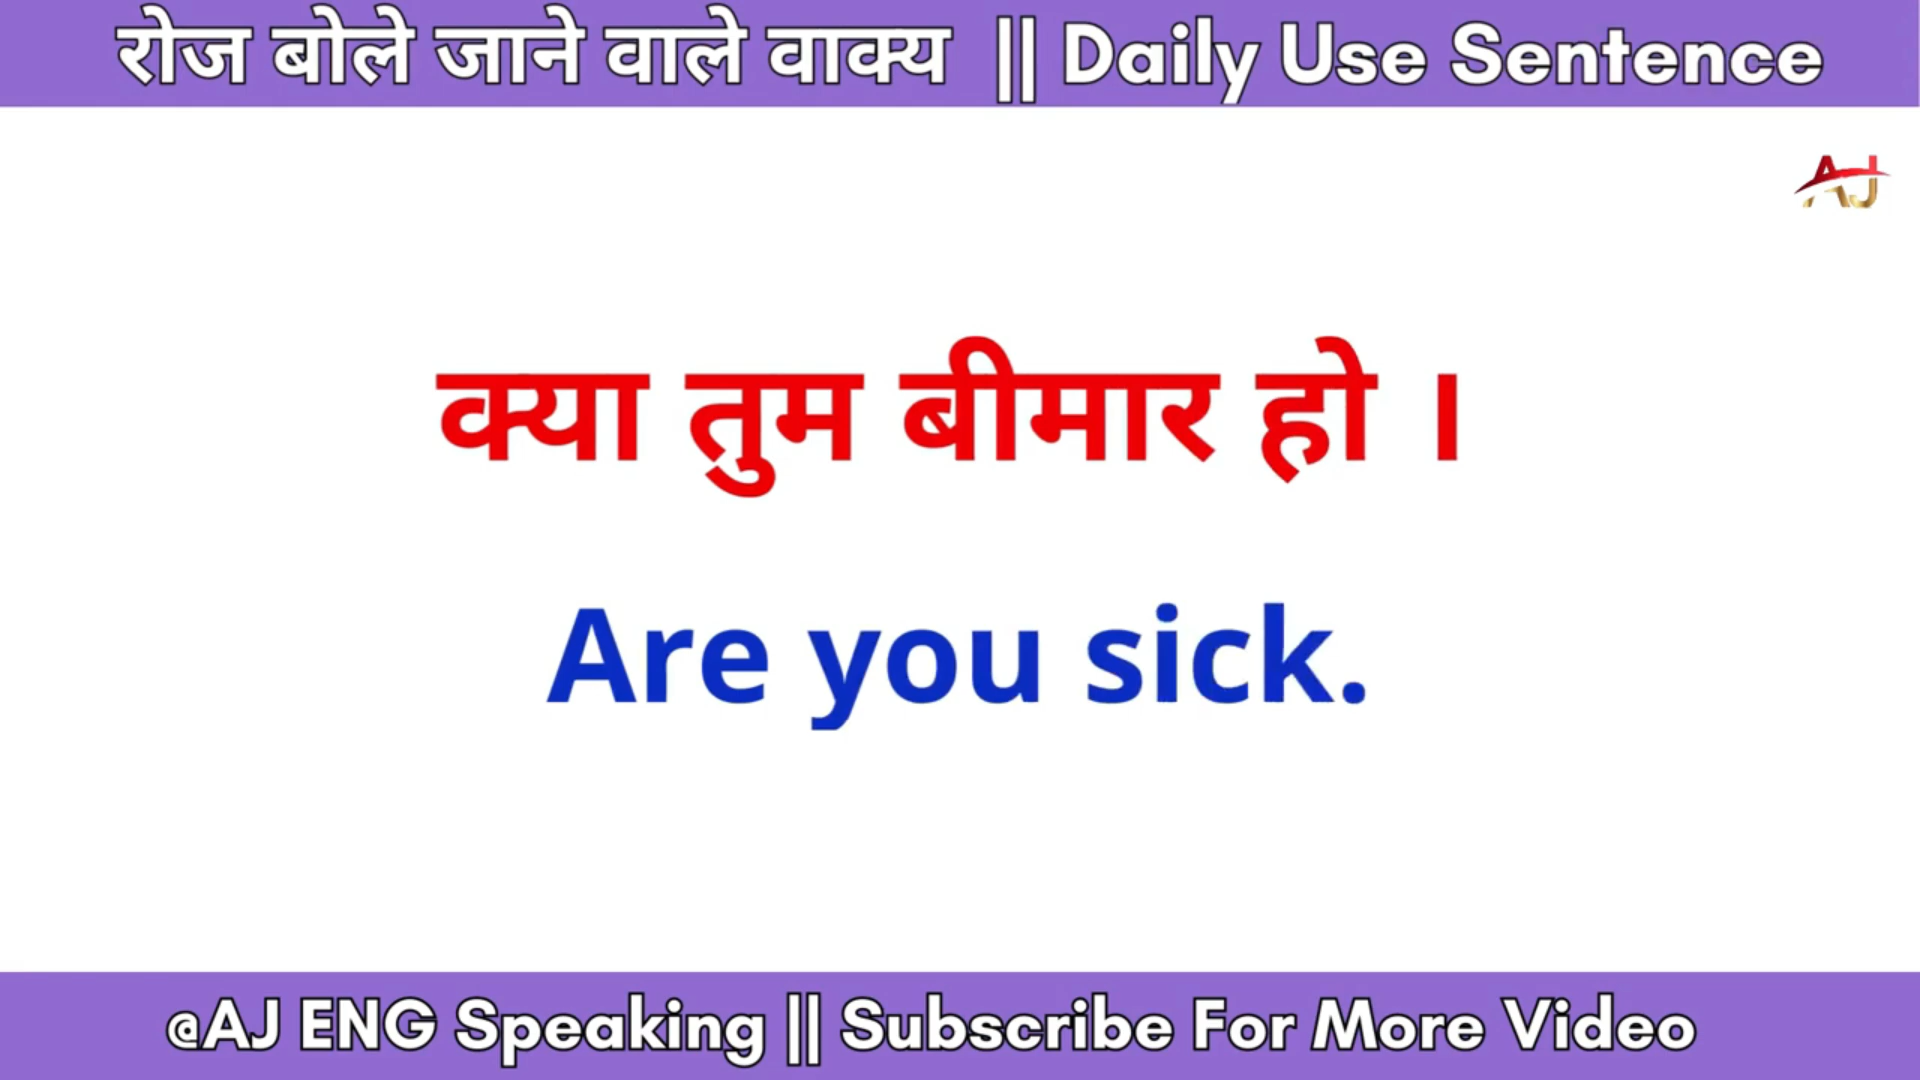 रोज बोले जाने वाले वाक्य || Daily Use Sentence
AJ
क्या तुम बीमार हो ।
Are you sick.
@AJ ENG Speaking || Subscribe For More Video